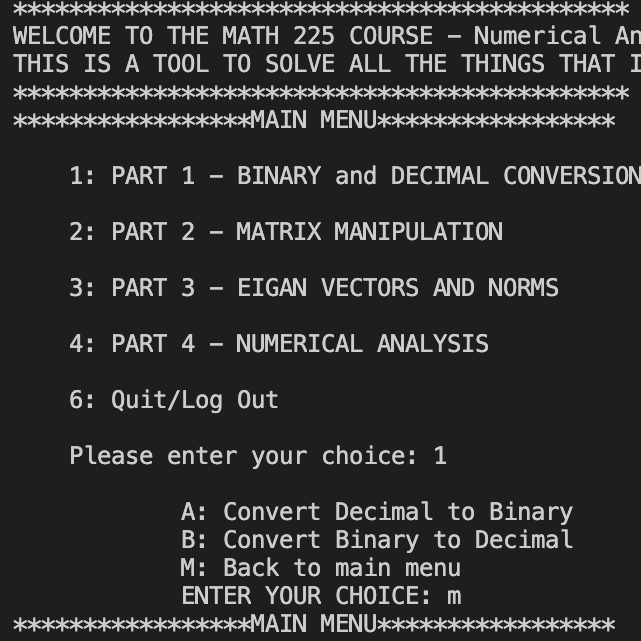 ********************************************
WELCOME TO THE MATH 225 COURSE – Numerical An
THIS IS A TOOL TO SOLVE ALL THE THINGS THAT I
********************************************
*****************MAIN MENU*****************
1: PART 1 – BINARY and DECIMAL CONVERSION
2: PART 2 – MATRIX MANIPULATION
3: PART 3 – EIGAN VECTORS AND NORMS
4: PART 4 – NUMERICAL ANALYSIS
6: Quit/Log Out
Please enter your choice: 1
A: Convert Decimal to Binary
B: Convert Binary to Decimal
M: Back to main menu
ENTER YOUR CHOICE: m
*****************MAIN MENU*****************